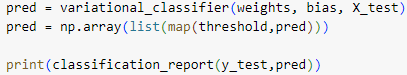 pred = variational_classifier(weights, bias, X_test)
pred = np.array(list(map(threshold,pred)))
print(classification_report(y_test,pred))